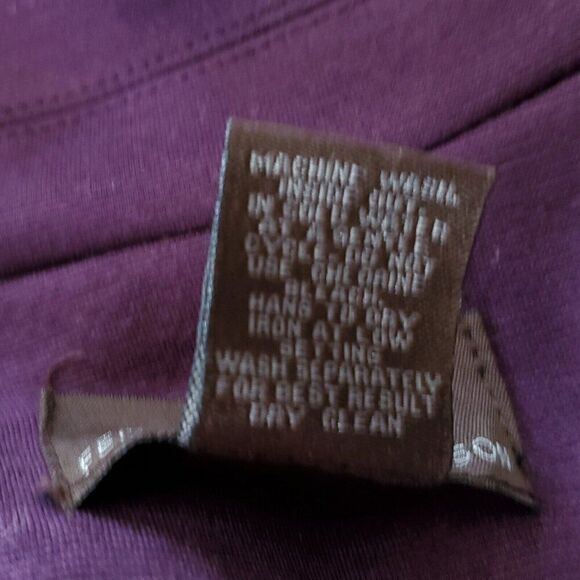 MACHINE WASH
INSIDE OUT
IN COLD WATER
AT A GENTLE
CYCLE DO NOT
USE CHLORINE
BLEACH
HANG TO DRY
IRON AT LOW
SETTING
WASH SEPARATELY
FOR BEST RESULT
DRY CLEAN